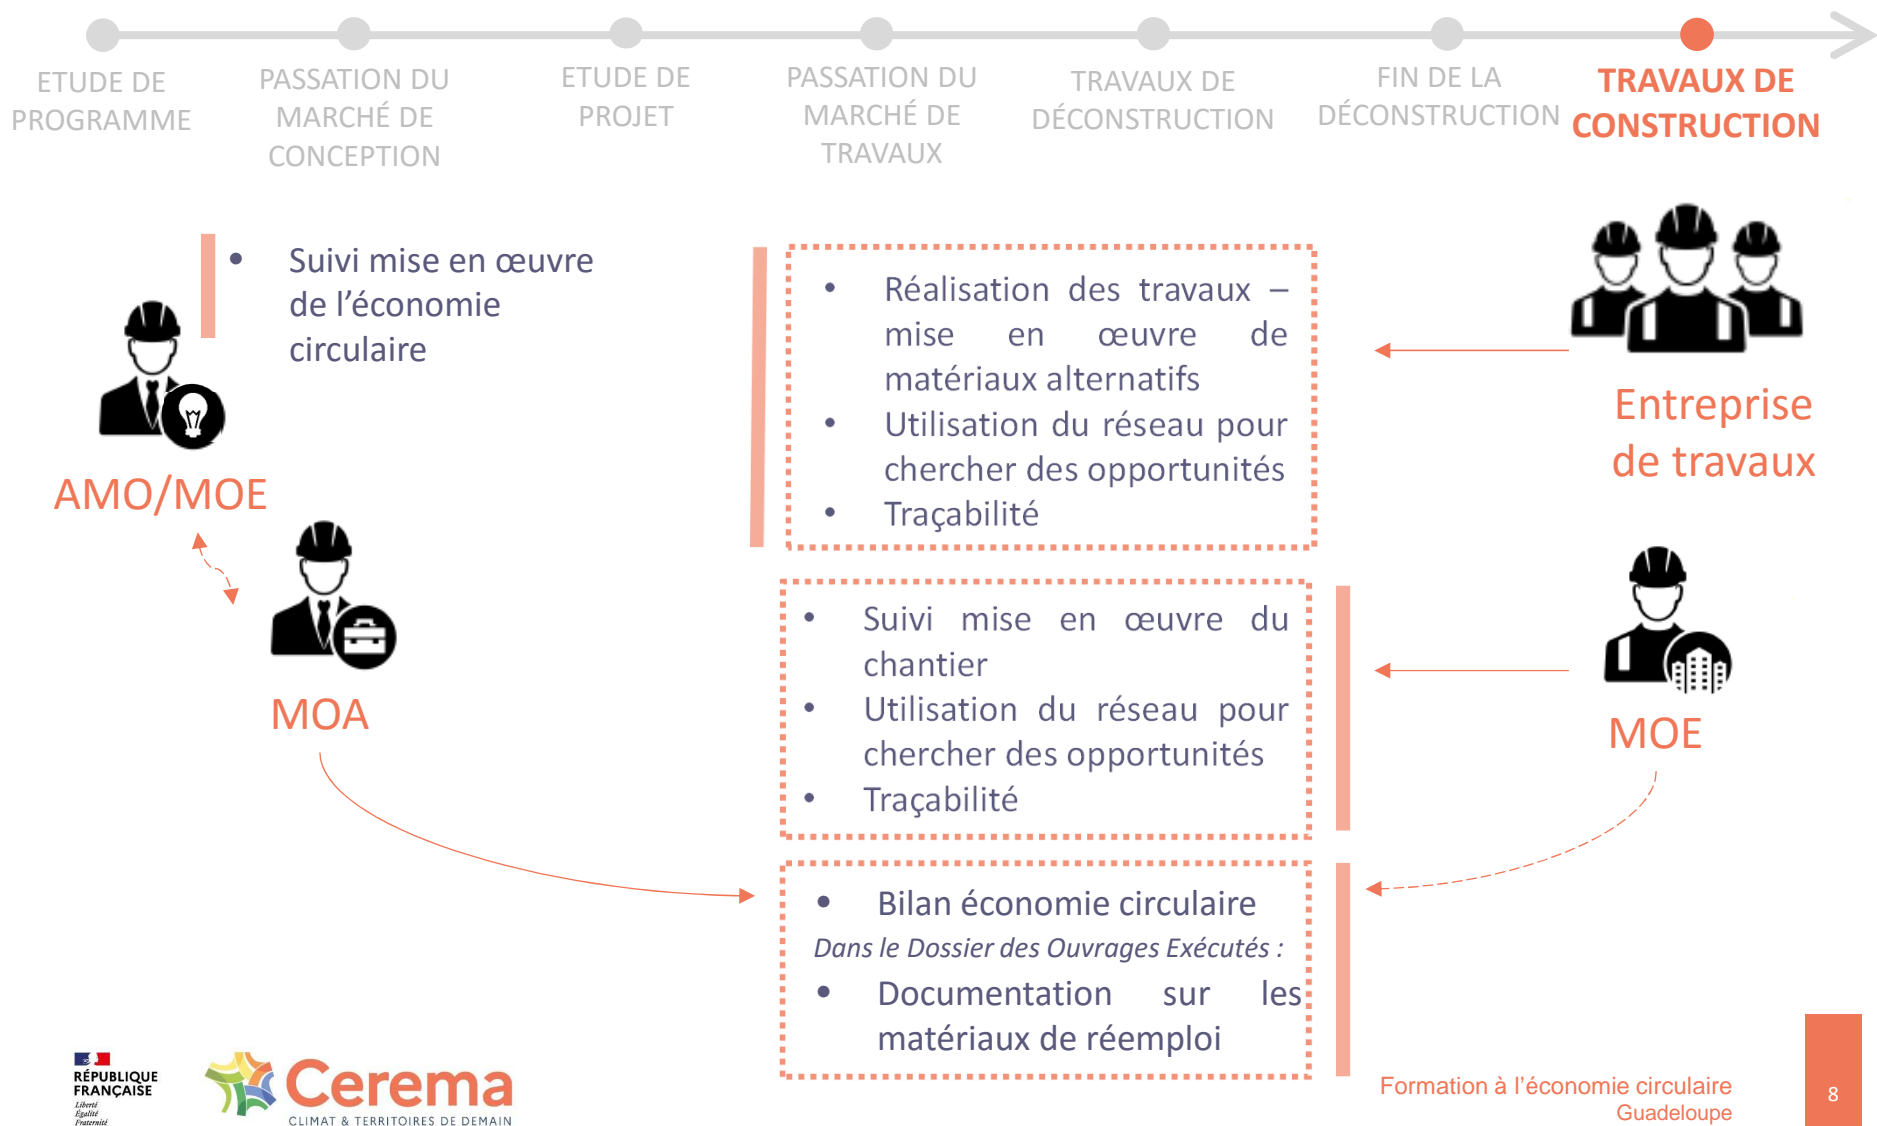 ETUDE DE
PROGRAMME
PASSATION DU
MARCHÉ DE
CONCEPTION
ETUDE DE
PROJET
PASSATION DU
MARCHÉ DE
TRAVAUX
TRAVAUX DE
DÉCONSTRUCTION
FIN DE LA
DÉCONSTRUCTION
TRAVAUX DE
CONSTRUCTION
• Suivi mise en œuvre
de l’économie
circulaire
AMO/MOE
MOA
• Réalisation des travaux –
mise en œuvre de
matériaux alternatifs
• Utilisation du réseau pour
chercher des opportunités
• Traçabilité
Entreprise
de travaux
• Suivi mise en œuvre du
chantier
• Utilisation du réseau pour
chercher des opportunités
• Traçabilité
MOE
• Bilan économie circulaire
Dans le Dossier des Ouvrages Exécutés :
• Documentation sur les
matériaux de réemploi
RÉPUBLIQUE
FRANÇAISE
Liberté
Égalité
Fraternité
Cerema
CLIMAT & TERRITOIRES DE DEMAIN
Formation à l’économie circulaire
Guadeloupe
8